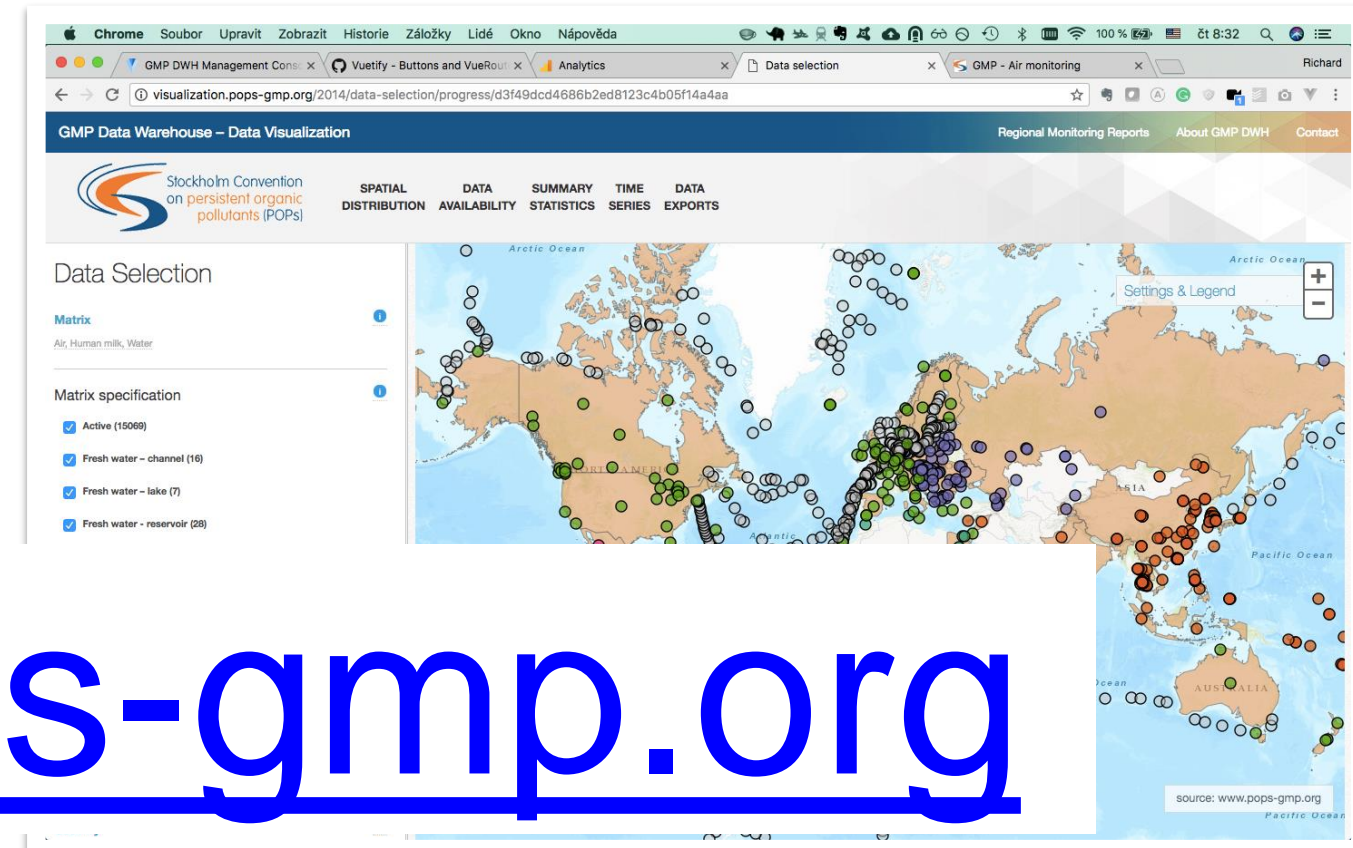 Chrome Soubor Upravit Zobrazit Historie Záložky Lidé Okno Nápověda 100 % čt 8:32
GMP DWH Management Cons Vuetify - Buttons and VueRout Analytics Data selection GMP - Air monitoring Richard
visualization.pops-gmp.org/2014/data-selection/progress/d3f49dcd4686b2ed8123c4b05f14a4aa
GMP Data Warehouse – Data Visualization Regional Monitoring Reports About GMP DWH Contact
Stockholm Convention
on persistent organic
pollutants (POPs)
SPATIAL DISTRIBUTION
DATA AVAILABILITY
SUMMARY STATISTICS
TIME SERIES
DATA EXPORTS
Data Selection
Matrix
Air, Human milk, Water
Matrix specification
Active (15069)
Fresh water – channel (16)
Fresh water – lake (7)
Fresh water - reservoir (28)
Arctic Ocean
Arctic Ocean
Settings & Legend
+
−
ASIA
Atlantic
Pacific Ocean
AUSTRALIA
s-gmp.org
source: www.pops-gmp.org
Pacific Ocean